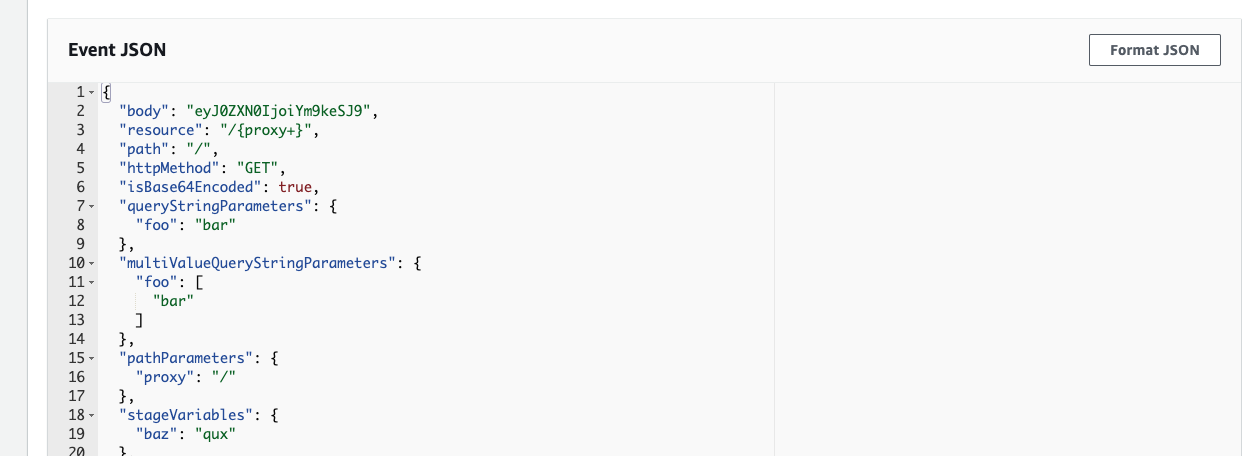 Event JSON
Format JSON
1 {
2 "body": "eyJ0ZXN0IjoiYm9keSJ9",
3 "resource": "/{proxy+}",
4 "path": "/",
5 "httpMethod": "GET",
6 "isBase64Encoded": true,
7 "queryStringParameters": {
8 "foo": "bar"
9 },
10 "multiValueQueryStringParameters": {
11 "foo": [
12 "bar"
13 ]
14 },
15 "pathParameters": {
16 "proxy": "/"
17 },
18 "stageVariables": {
19 "baz": "qux"
20 },